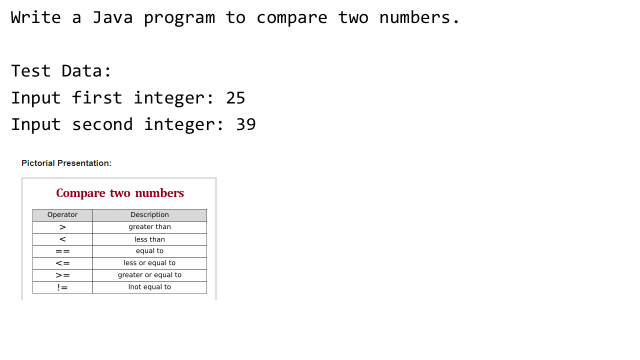 Write a Java program to compare two numbers.
Test Data:
Input first integer: 25
Input second integer: 39
Pictorial Presentation:
Compare two numbers
Operator Description
> greater than
< less than
== equal to
<= less or equal to
>= greater or equal to
!= lnot equal to